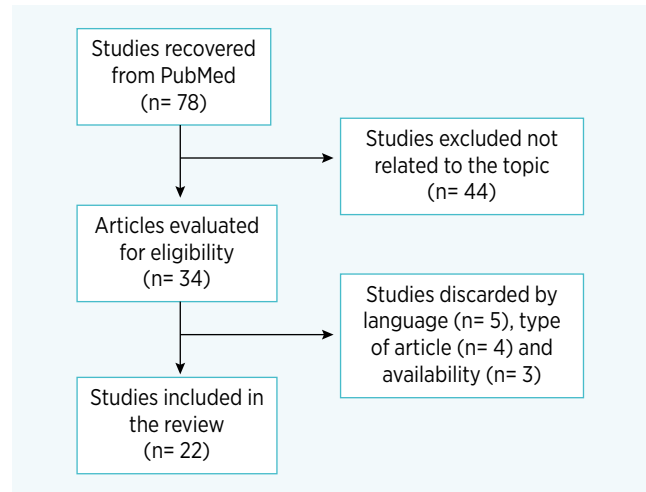 Studies recovered
from PubMed
(n= 78)
Studies excluded not
related to the topic
(n= 44)
Articles evaluated
for eligibility
(n= 34)
Studies discarded by
language (n= 5), type
of article (n= 4) and
availability (n= 3)
Studies included in
the review
(n= 22)